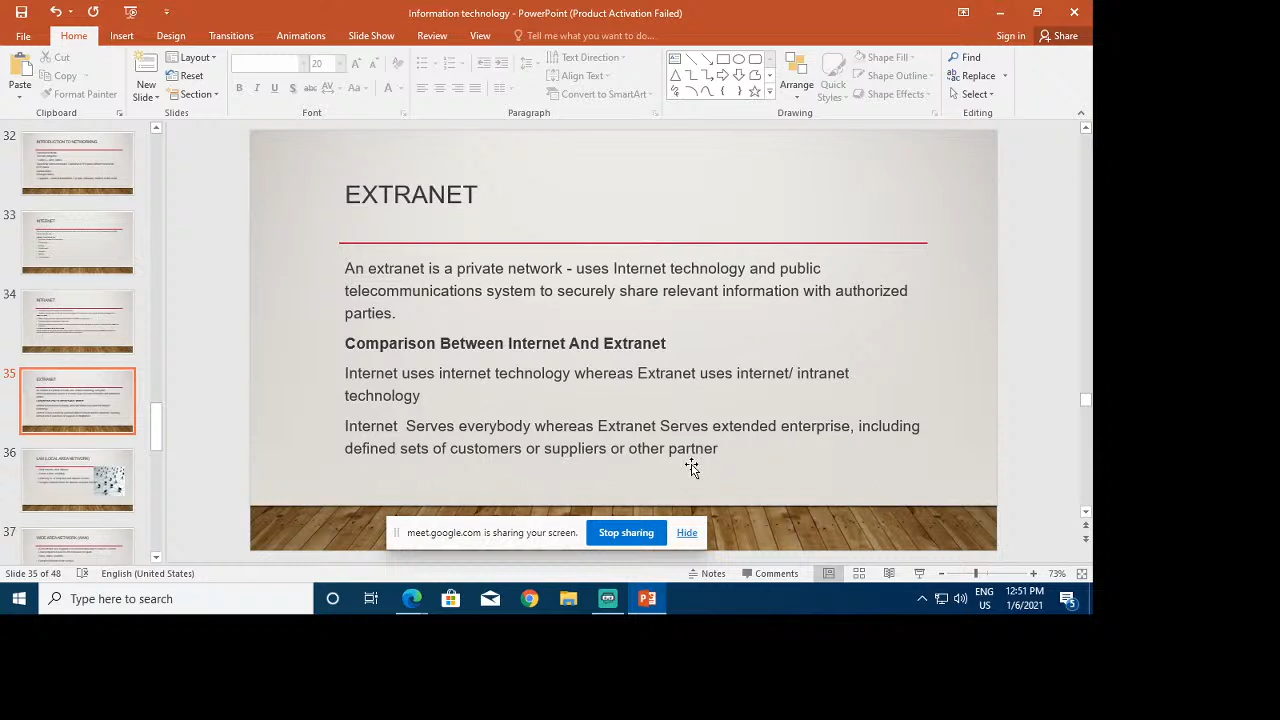 Information technology - PowerPoint (Product Activation Failed)
File Home Insert Design Transitions Animations Slide Show Review View Tell me what you want to do... Sign in Share
Paste
Cut
Copy
Format Painter
Clipboard
New
Slide
Layout
Reset
Section
Slides
20
B I U S abc AV Aa A
Font
Text Direction
Align Text
Convert to SmartArt
Paragraph
Arrange
Quick
Styles
Shape Fill
Shape Outline
Shape Effects
Drawing
Find
Replace
Select
Editing
32
INTRODUCTION TO NETWORKING
33
INTERNET
34
INTRANET
35
EXTRANET
36
LAN (LOCAL AREA NETWORK)
37
WIDE AREA NETWORK (WAN)
EXTRANET
An extranet is a private network - uses Internet technology and public
telecommunications system to securely share relevant information with authorized
parties.
Comparison Between Internet And Extranet
Internet uses internet technology whereas Extranet uses internet/ intranet
technology
Internet  Serves everybody whereas Extranet Serves extended enterprise, including
defined sets of customers or suppliers or other partner
meet.google.com is sharing your screen. Stop sharing Hide
Slide 35 of 48 English (United States) Notes Comments 73%
Type here to search
ENG
US
12:51 PM
1/6/2021
5